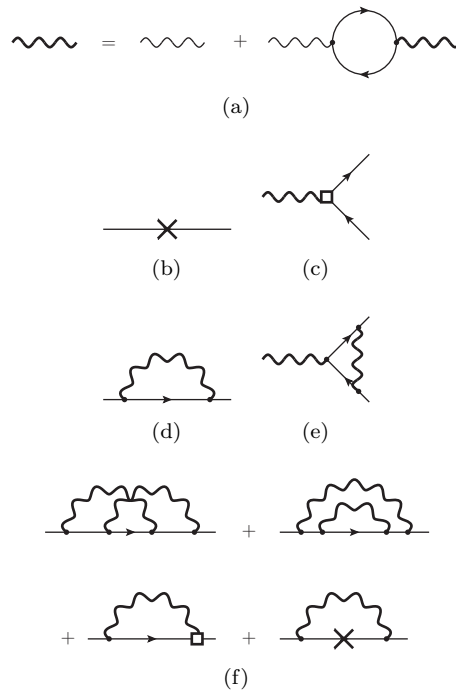 = +
(a)
(b) (c)
(d) (e)
+
+ +
(f)